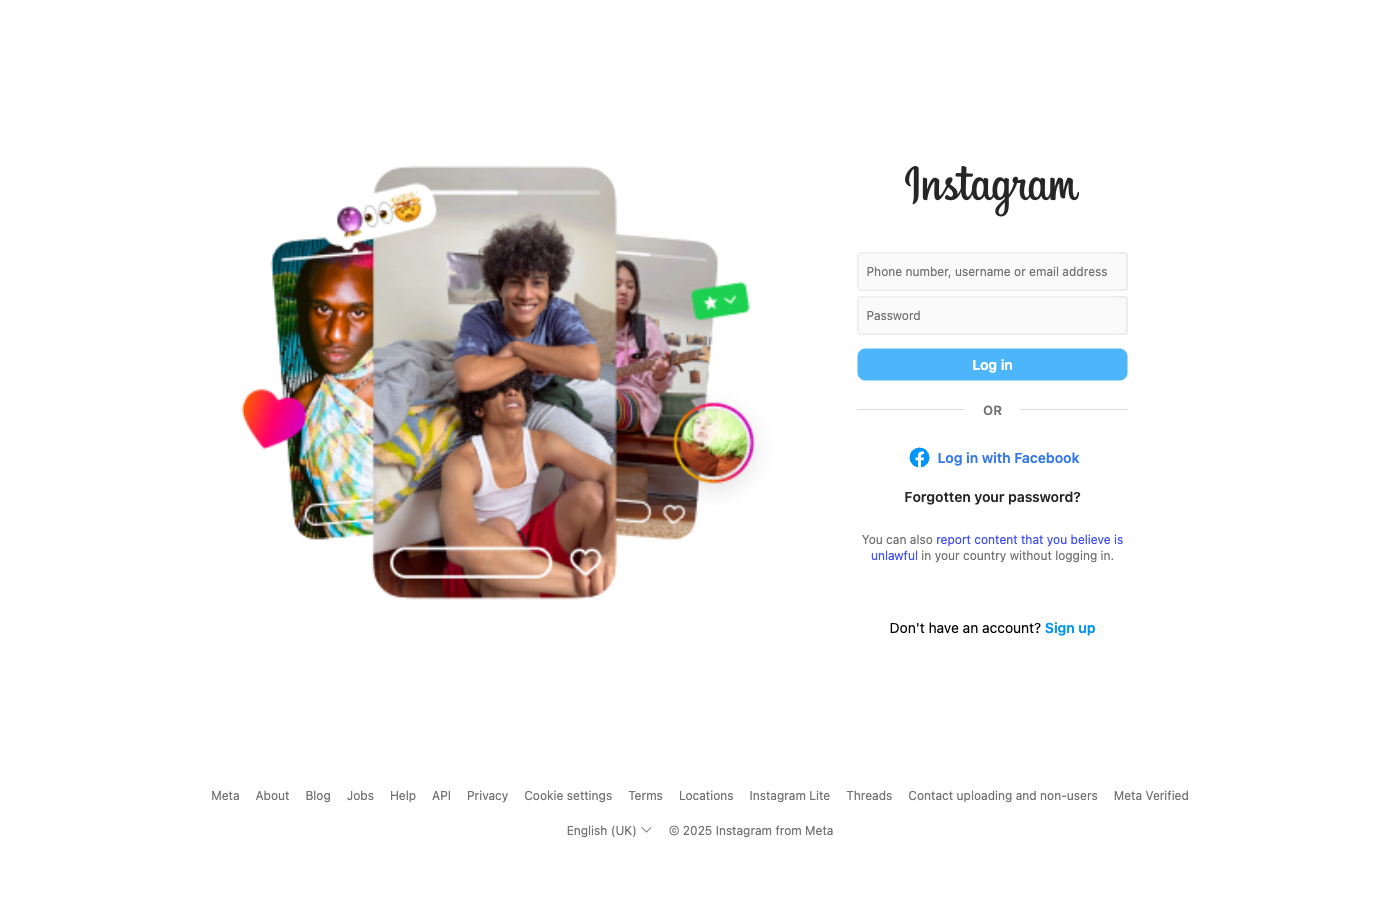 Instagram
Phone number, username or email address
Password
Log in
OR
Log in with Facebook
Forgotten your password?
You can also report content that you believe is
unlawful in your country without logging in.
Don't have an account? Sign up
Meta About Blog Jobs Help API Privacy Cookie settings Terms Locations Instagram Lite Threads Contact uploading and non-users Meta Verified
English (UK) © 2025 Instagram from Meta